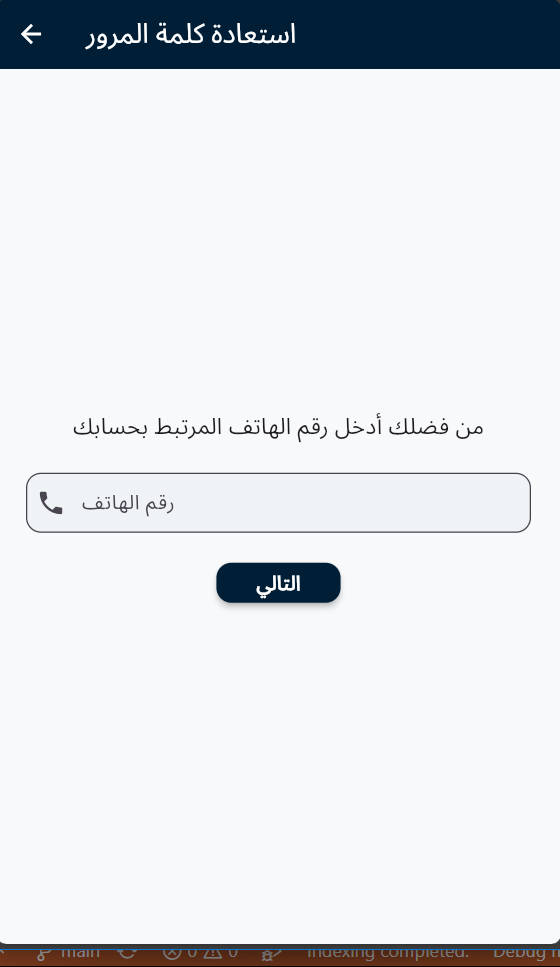 استعادة كلمة المرور
من فضلك أدخل رقم الهاتف المرتبط بحسابك
رقم الهاتف
التالي
main 0 0 Indexing completed. Debug